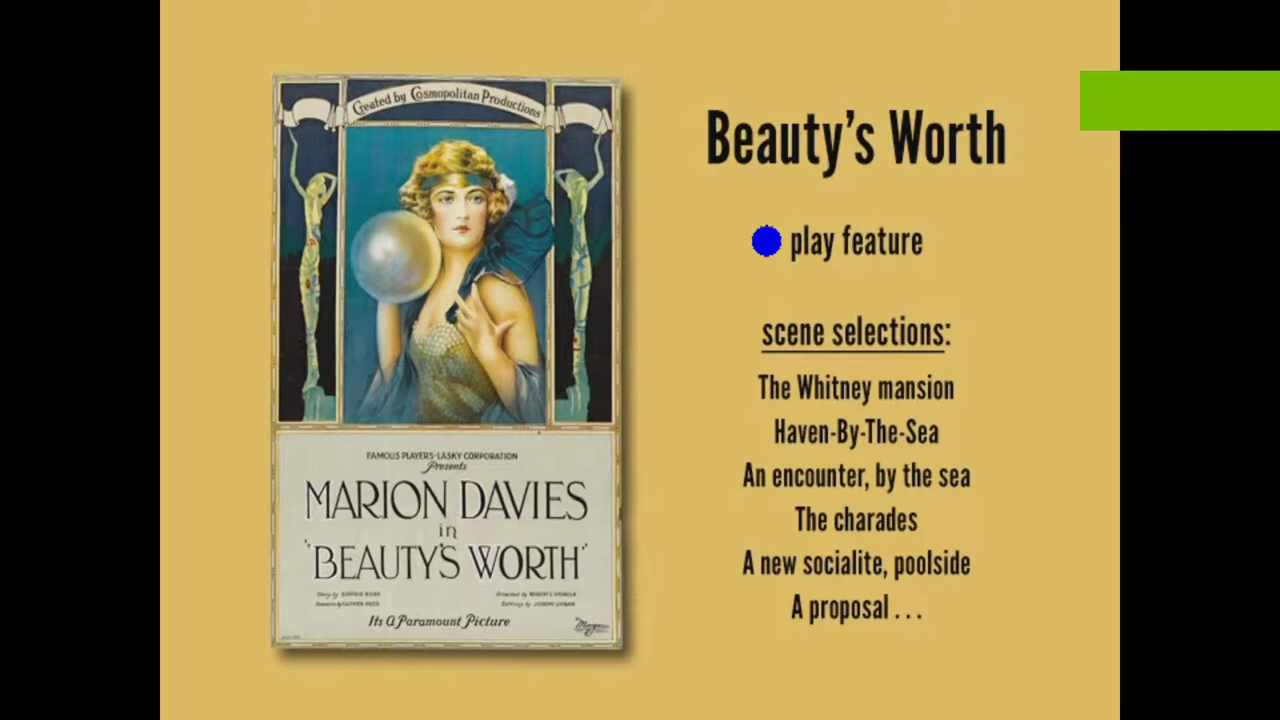 Created by Cosmopolitan Productions
FAMOUS PLAYERS-LASKY CORPORATION
Presents
MARION DAVIES
in
"BEAUTY'S WORTH"
Its A Paramount Picture
Beauty's Worth
play feature
scene selections:
The Whitney mansion
Haven-By-The-Sea
An encounter, by the sea
The charades
A new socialite, poolside
A proposal . . .